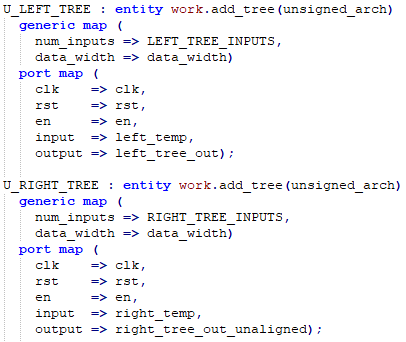 U_LEFT_TREE : entity work.add_tree(unsigned_arch)
  generic map (
    num_inputs => LEFT_TREE_INPUTS,
    data_width => data_width)
  port map (
    clk    => clk,
    rst    => rst,
    en     => en,
    input  => left_temp,
    output => left_tree_out);

U_RIGHT_TREE : entity work.add_tree(unsigned_arch)
  generic map (
    num_inputs => RIGHT_TREE_INPUTS,
    data_width => data_width)
  port map (
    clk    => clk,
    rst    => rst,
    en     => en,
    input  => right_temp,
    output => right_tree_out_unaligned);